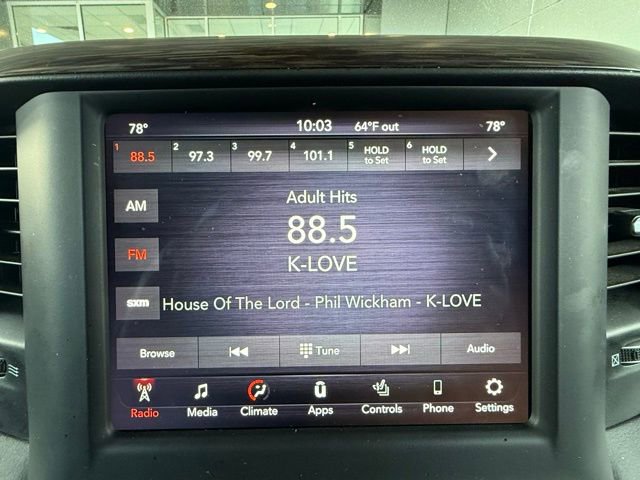 78° 10:03 64°F out 78°
1 88.5 2 97.3 3 99.7 4 101.1 5 HOLD to Set 6 HOLD to Set
AM
Adult Hits
88.5
FM
K-LOVE
sxm
House Of The Lord - Phil Wickham - K-LOVE
Browse Tune Audio
Radio Media Climate Apps Controls Phone Settings